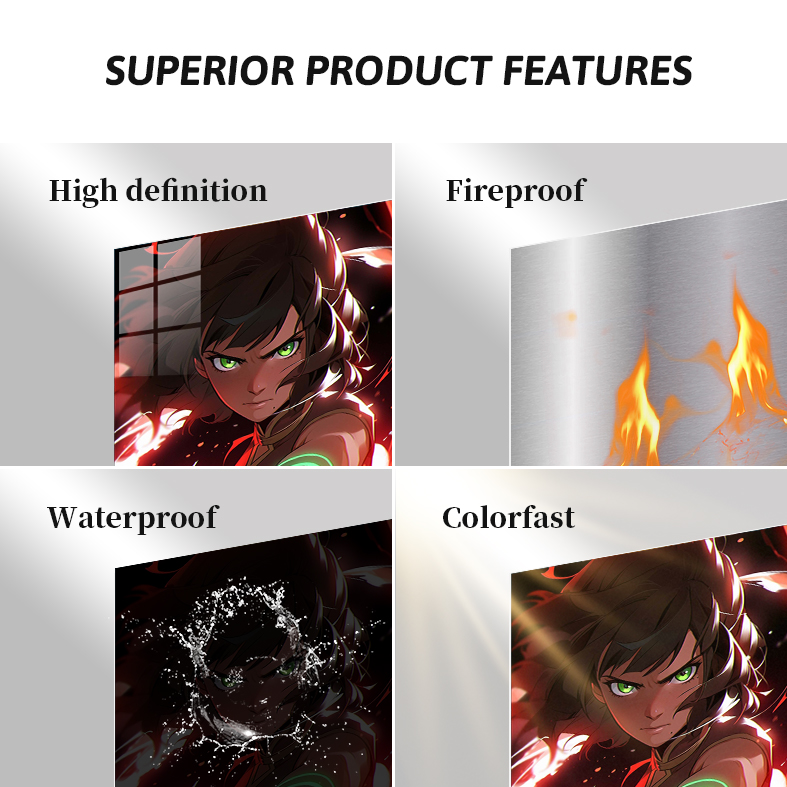 SUPERIOR PRODUCT FEATURES
High definition
Fireproof
Waterproof
Colorfast